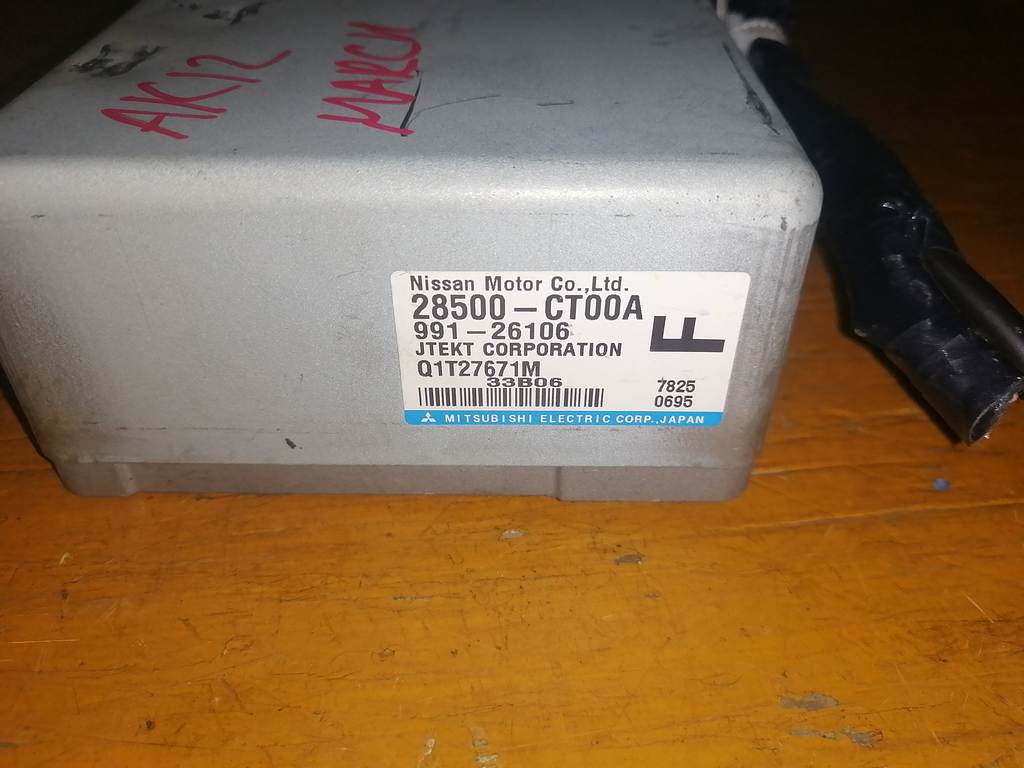 AK12
MARCH
Nissan Motor Co.,Ltd.
28500-CT00A
991-26106
F
JTEKT CORPORATION
Q1T27671M
33B06
7825
0695
MITSUBISHI ELECTRIC CORP.,JAPAN